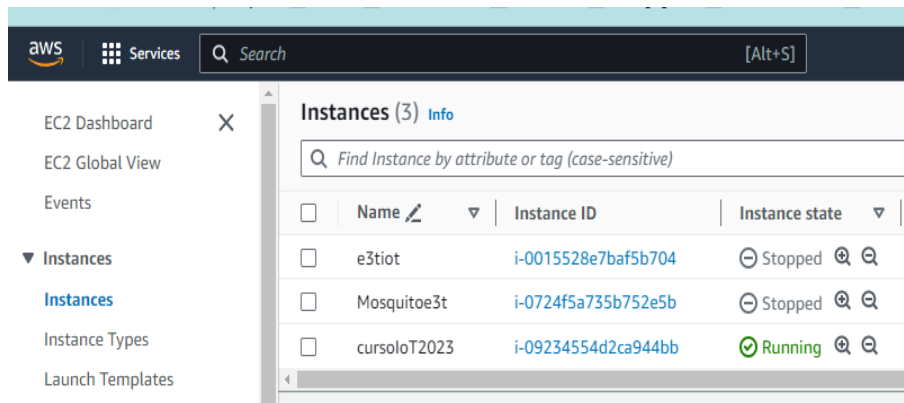 aws Services Search [Alt+S]
EC2 Dashboard
EC2 Global View
Events
Instances
Instances
Instance Types
Launch Templates
Instances (3) Info
Find Instance by attribute or tag (case-sensitive)
Name Instance ID Instance state
e3tiot i-0015528e7baf5b704 Stopped
Mosquitoe3t i-0724f5a735b752e5b Stopped
cursoIoT2023 i-09234554d2ca944bb Running